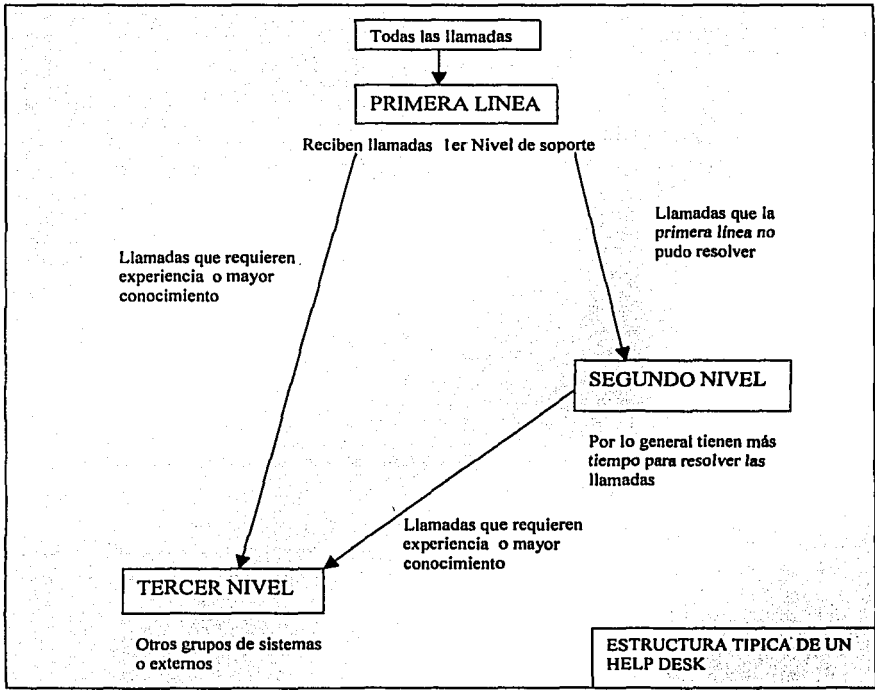 Todas las llamadas
PRIMERA LINEA
Reciben llamadas 1er Nivel de soporte
Llamadas que la
primera línea no
pudo resolver
Llamadas que requieren
experiencia o mayor
conocimiento
SEGUNDO NIVEL
Por lo general tienen más
tiempo para resolver las
llamadas
Llamadas que requieren
experiencia o mayor
conocimiento
TERCER NIVEL
Otros grupos de sistemas
o externos
ESTRUCTURA TIPICA DE UN
HELP DESK